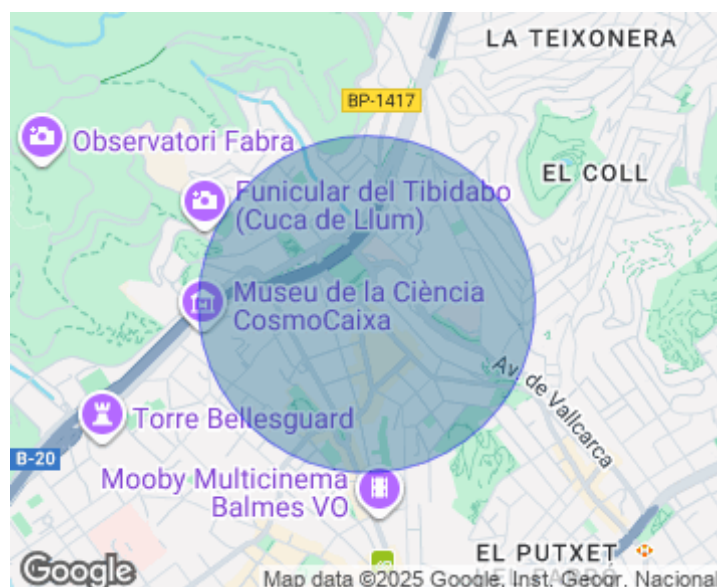 LA TEIXONERA
BP-1417
Observatori Fabra
EL COLL
Funicular del Tibidabo
(Cuca de Llum)
Museu de la Ciència
CosmoCaixa
Av. de Vallcarca
Torre Bellesguard
B-20
Mooby Multicinema
Balmes VO
EL PUTXET
I EL FARRÓ
Google
Map data ©2025 Google, Inst. Geogr. Nacional